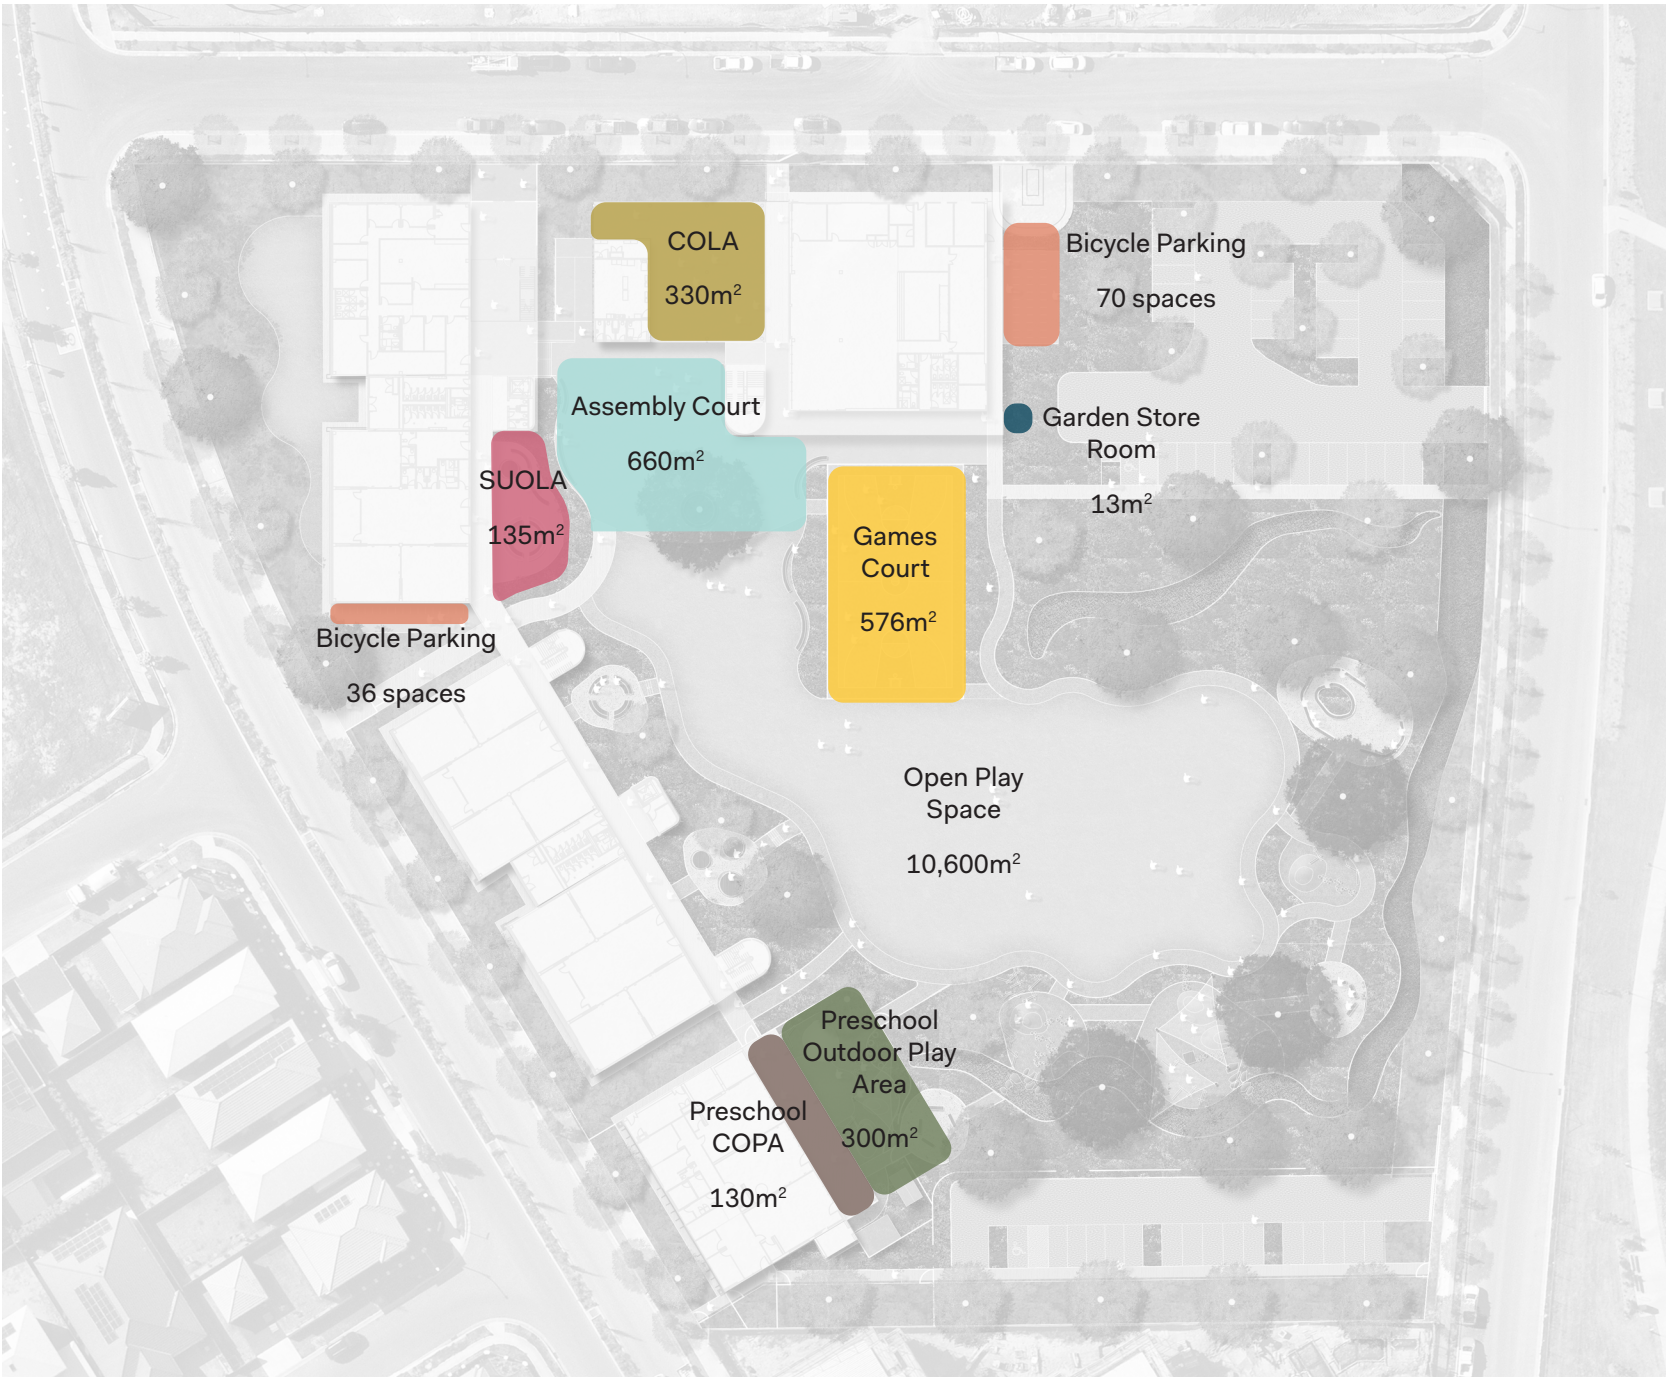 COLA
330m²
Bicycle Parking
70 spaces
Assembly Court
660m²
Garden Store
Room
13m²
SUOLA
135m²
Games
Court
576m²
Bicycle Parking
36 spaces
Open Play
Space
10,600m²
Preschool
Outdoor Play
Area
300m²
Preschool
COPA
130m²